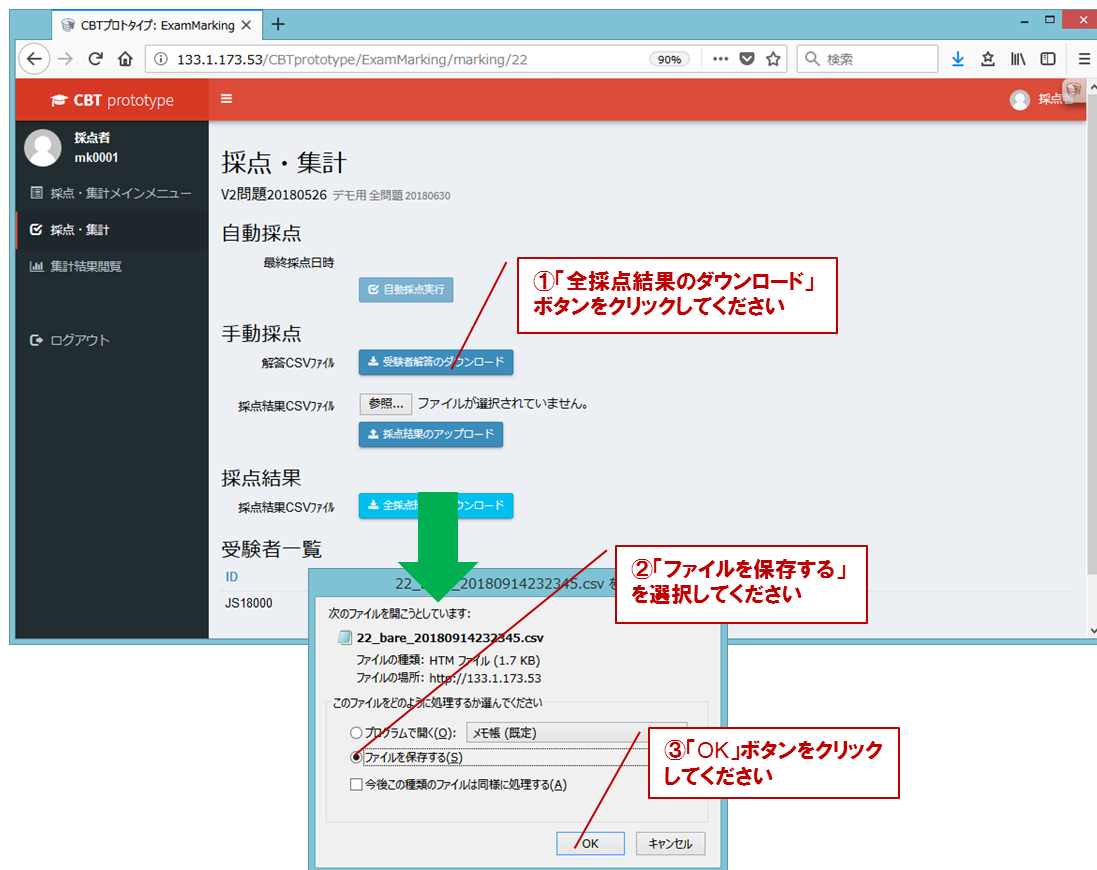 CBTプロトタイプ: ExamMarking
133.1.173.53/CBTprototype/ExamMarking/marking/22
90%
検索
CBT prototype
採点者
採点者
mk0001
採点・集計メインメニュー
採点・集計
集計結果閲覧
ログアウト
採点・集計
V2問題20180526 デモ用 全問題 20180630
自動採点
最終採点日時
自動採点実行
①「全採点結果のダウンロード」
ボタンをクリックしてください
手動採点
解答CSVファイル
受験者解答のダウンロード
採点結果CSVファイル
参照... ファイルが選択されていません。
採点結果のアップロード
採点結果
採点結果CSVファイル
全採点 ウンロード
受験者一覧
ID
JS18000
②「ファイルを保存する」
を選択してください
20180914232345.csv
次のファイルを開こうとしています:
22_bare_20180914232345.csv
ファイルの種類: HTM ファイル (1.7 KB)
ファイルの場所: http://133.1.173.53
このファイルをどのように処理するか選んでください
プログラムで開く(O): メモ帳 (既定)
ファイルを保存する(S)
今後この種類のファイルは同様に処理する(A)
③「OK」ボタンをクリック
してください
OK
キャンセル